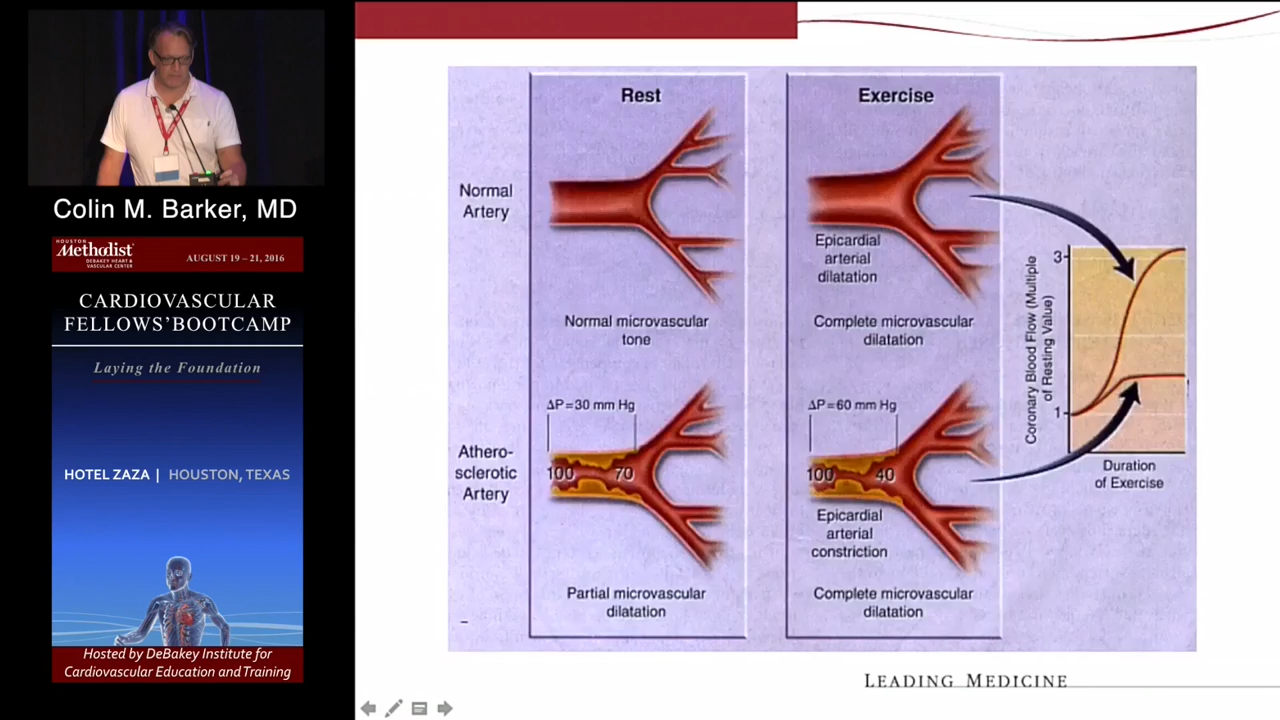 Colin M. Barker, MD
HOUSTON
Methodist
DEBAKEY HEART &
VASCULAR CENTER
AUGUST 19 – 21, 2016
CARDIOVASCULAR
FELLOWS'BOOTCAMP
Laying the Foundation
HOTEL ZAZA | HOUSTON, TEXAS
Hosted by DeBakey Institute for
Cardiovascular Education and Training
Rest
Exercise
Normal
Artery
Epicardial
arterial
dilatation
Normal microvascular
tone
Complete microvascular
dilatation
ΔP=30 mm Hg
ΔP=60 mm Hg
Athero-
sclerotic
Artery
100 70
100 40
Epicardial
arterial
constriction
Partial microvascular
dilatation
Complete microvascular
dilatation
Coronary Blood Flow (Multiple
of Resting Value)
3
1
Duration
of Exercise
LEADING MEDICINE